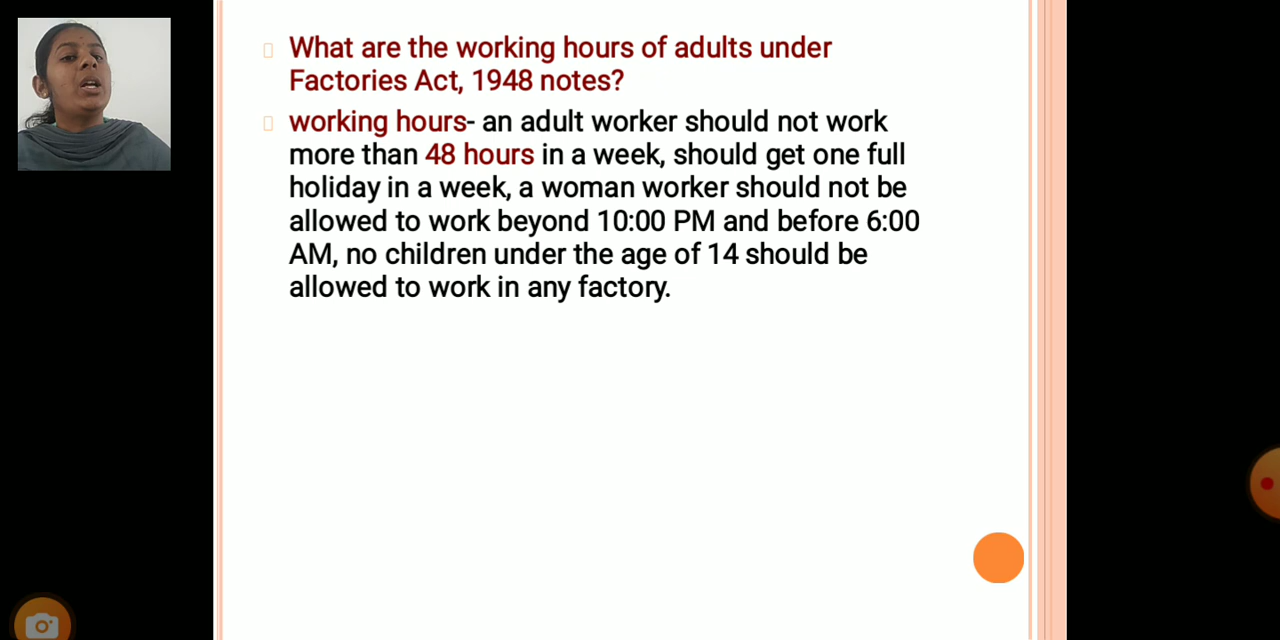 What are the working hours of adults under
Factories Act, 1948 notes?
working hours- an adult worker should not work
more than 48 hours in a week, should get one full
holiday in a week, a woman worker should not be
allowed to work beyond 10:00 PM and before 6:00
AM, no children under the age of 14 should be
allowed to work in any factory.